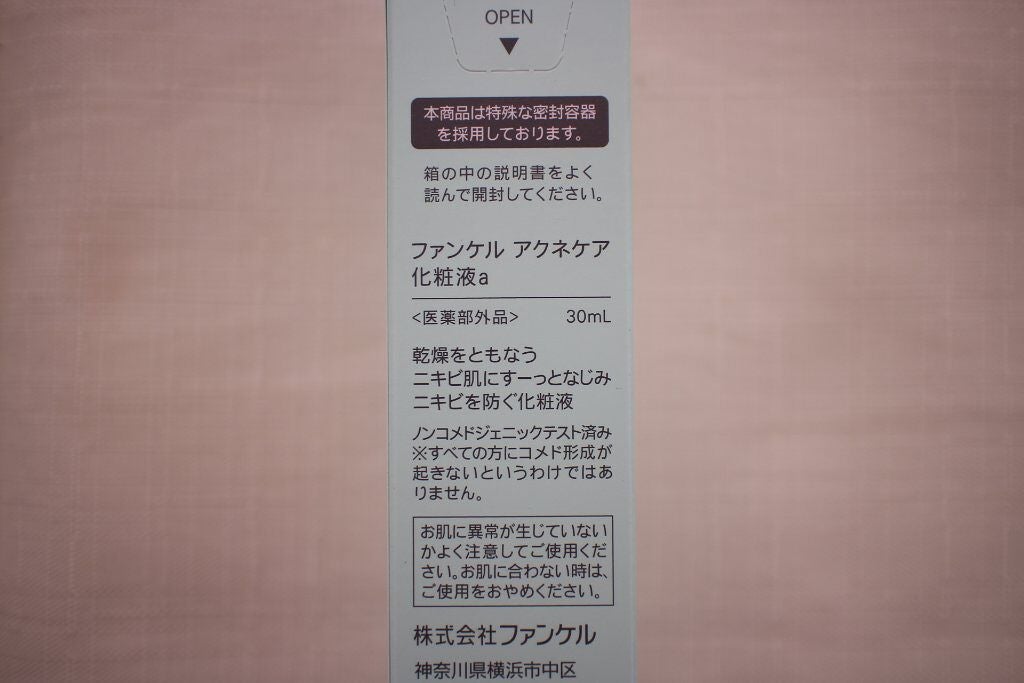 OPEN
▼
本商品は特殊な密封容器
を採用しております。
箱の中の説明書をよく
読んで開封してください。
ファンケル アクネケア
化粧液a
<医薬部外品> 30mL
乾燥をともなう
ニキビ肌にすーっとなじみ
ニキビを防ぐ化粧液
ノンコメドジェニックテスト済み
※すべての方にコメド形成が
起きないというわけではあ
りません。
お肌に異常が生じていない
かよく注意してご使用くだ
さい。お肌に合わない時は、
ご使用をおやめください。
株式会社ファンケル
神奈川県横浜市中区